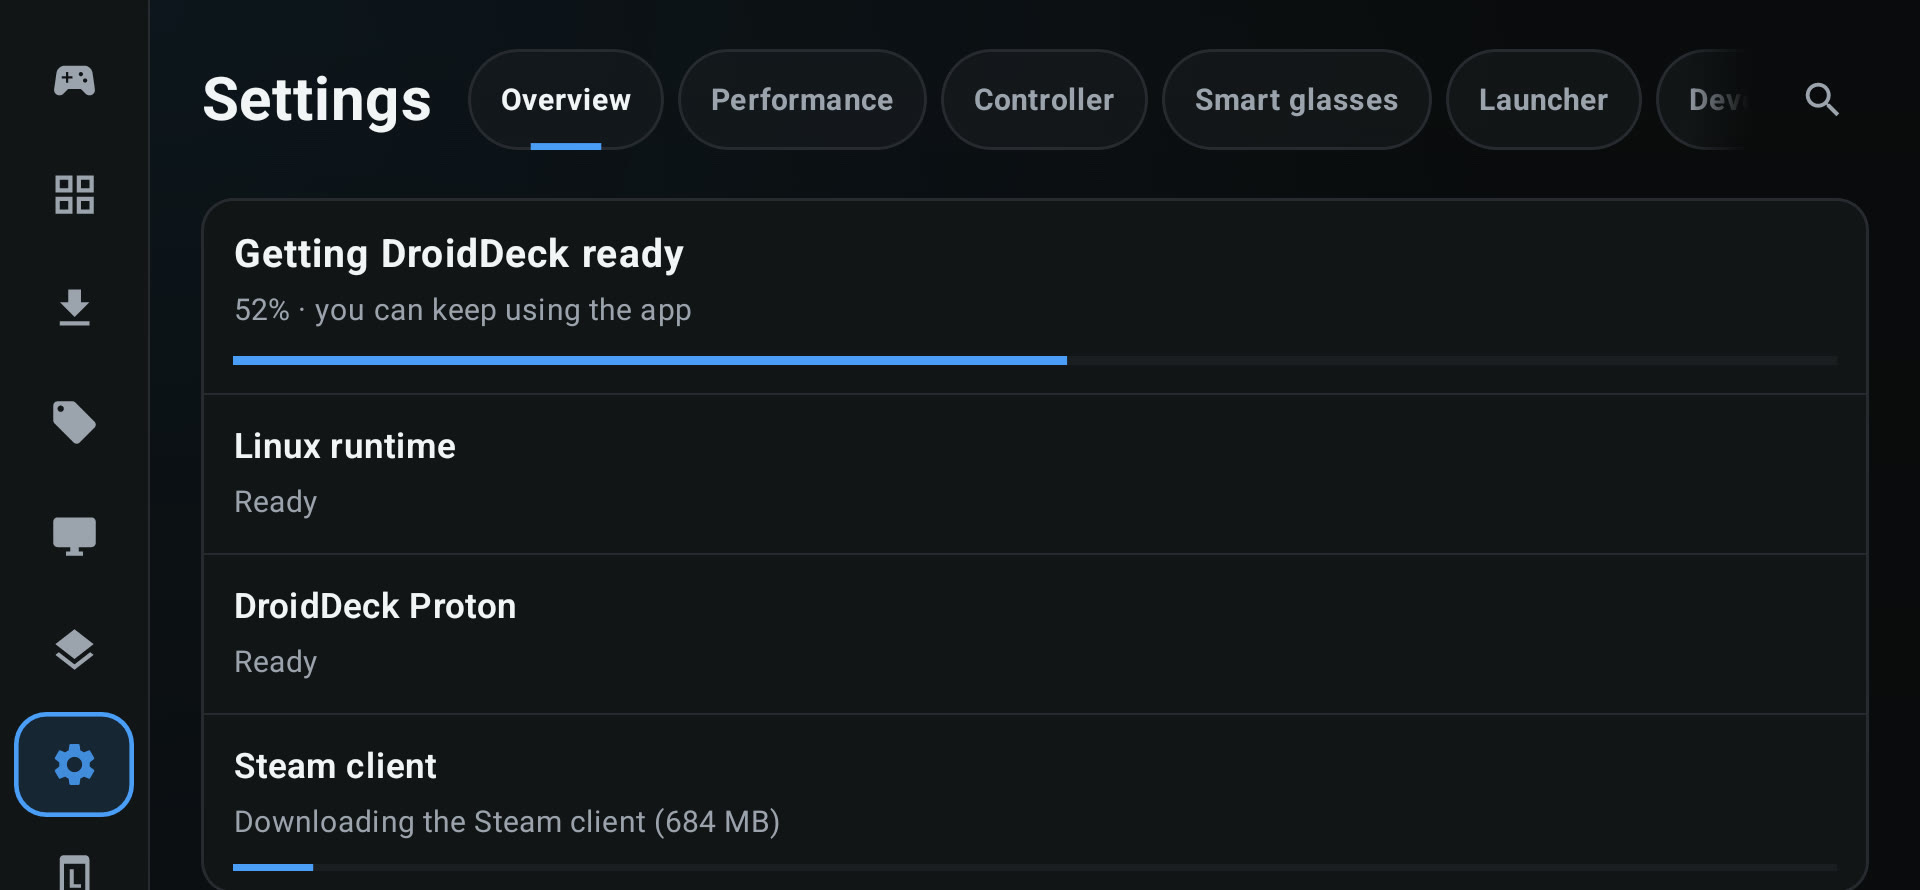 Settings
Overview
Performance
Controller
Smart glasses
Launcher
Dev
Getting DroidDeck ready
52% · you can keep using the app
Linux runtime
Ready
DroidDeck Proton
Ready
Steam client
Downloading the Steam client (684 MB)
L